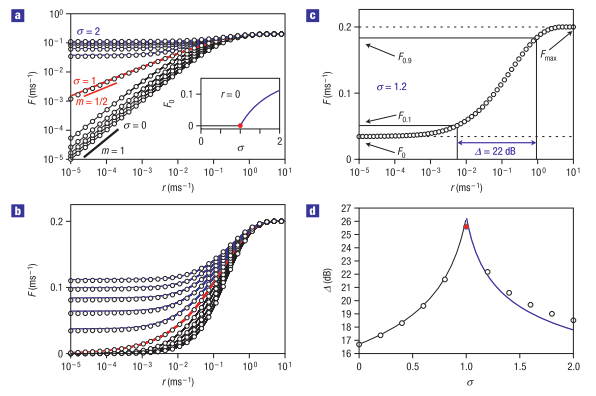 a
10⁰
10⁻¹
10⁻²
10⁻³
10⁻⁴
10⁻⁵
F (ms⁻¹)
σ = 2
σ = 1
m = 1/2
σ = 0
m = 1
F₀
0.1
0
r = 0
0 1 2
σ
10⁻⁵ 10⁻⁴ 10⁻³ 10⁻² 10⁻¹ 10⁰ 10¹
r (ms⁻¹)
c
0.2
0.1
0
F (ms⁻¹)
F₀.₉
Fmax
σ = 1.2
F₀.₁
F₀
Δ = 22 dB
10⁻⁵ 10⁻⁴ 10⁻³ 10⁻² 10⁻¹ 10⁰ 10¹
r (ms⁻¹)
b
0.2
0.1
0
F (ms⁻¹)
10⁻⁵ 10⁻⁴ 10⁻³ 10⁻² 10⁻¹ 10⁰ 10¹
r (ms⁻¹)
d
27
26
25
24
23
22
21
20
19
18
17
16
Δ (dB)
0 0.5 1.0 1.5 2.0
σ